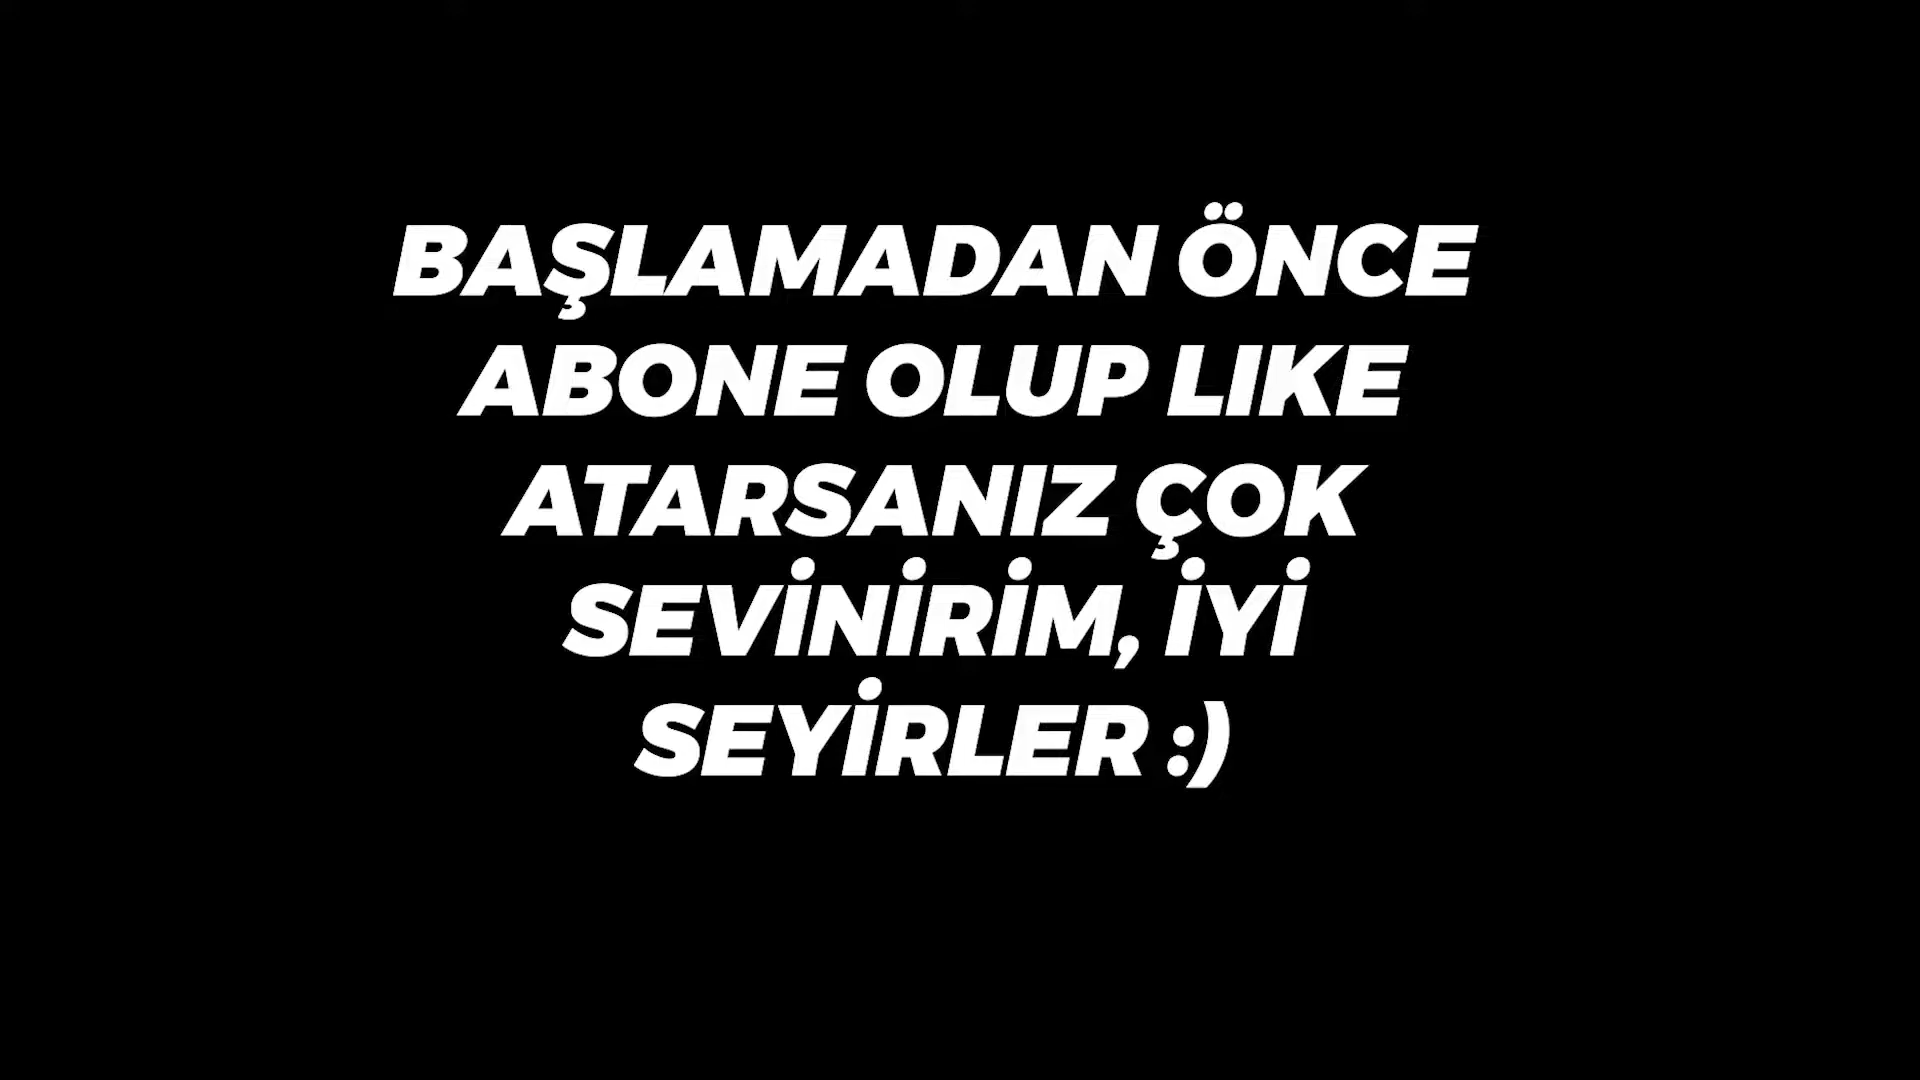 BAŞLAMADAN ÖNCE
ABONE OLUP LIKE
ATARSANIZ ÇOK
SEVİNİRİM, İYİ
SEYİRLER :)